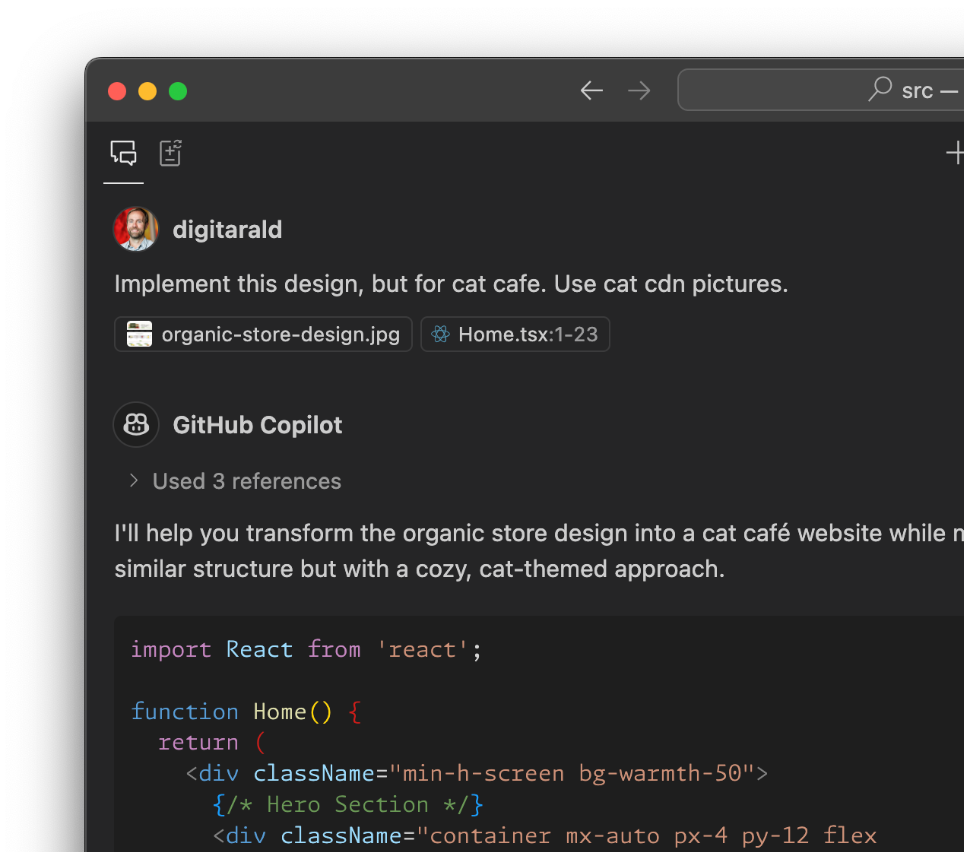 src —
digitarald
Implement this design, but for cat cafe. Use cat cdn pictures.
organic-store-design.jpg Home.tsx:1-23
GitHub Copilot
Used 3 references
I'll help you transform the organic store design into a cat café website while
similar structure but with a cozy, cat-themed approach.
import React from 'react';
function Home() {
return (
<div className="min-h-screen bg-warmth-50">
{/* Hero Section */}
<div className="container mx-auto px-4 py-12 flex